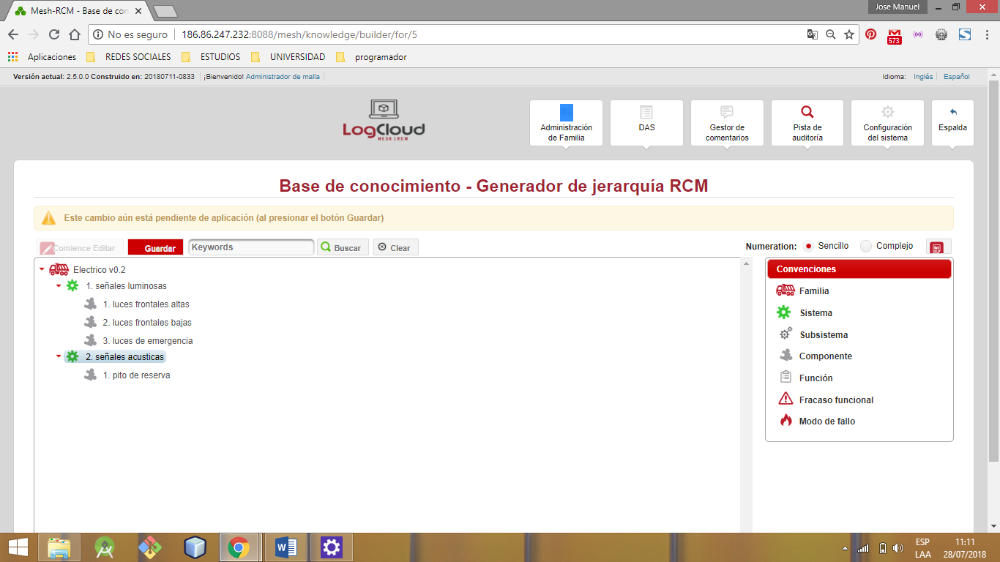 Mesh-RCM - Base de con
Jose Manuel
No es seguro 186.86.247.232:8088/mesh/knowledge/builder/for/5
573
Aplicaciones REDES SOCIALES ESTUDIOS UNIVERSIDAD programador
Versión actual: 2.5.0.0 Construido en: 20180711-0833 ¡Bienvenido! Administrador de malla
Idioma: Inglés Español
LogCloud
MESH LRCM
Administración
de Familia
DAS
Gestor de
comentarios
Pista de
auditoría
Configuración
del sistema
Espalda
Base de conocimiento - Generador de jerarquía RCM
Este cambio aún está pendiente de aplicación (al presionar el botón Guardar)
Comience Editar Guardar Keywords Buscar Clear
Numeration: Sencillo Complejo
Electrico v0.2
1. señales luminosas
1. luces frontales altas
2. luces frontales bajas
3. luces de emergencia
2. señales acusticas
1. pito de reserva
Convenciones
Familia
Sistema
Subsistema
Componente
Función
Fracaso funcional
Modo de fallo
ESP
LAA
11:11
28/07/2018